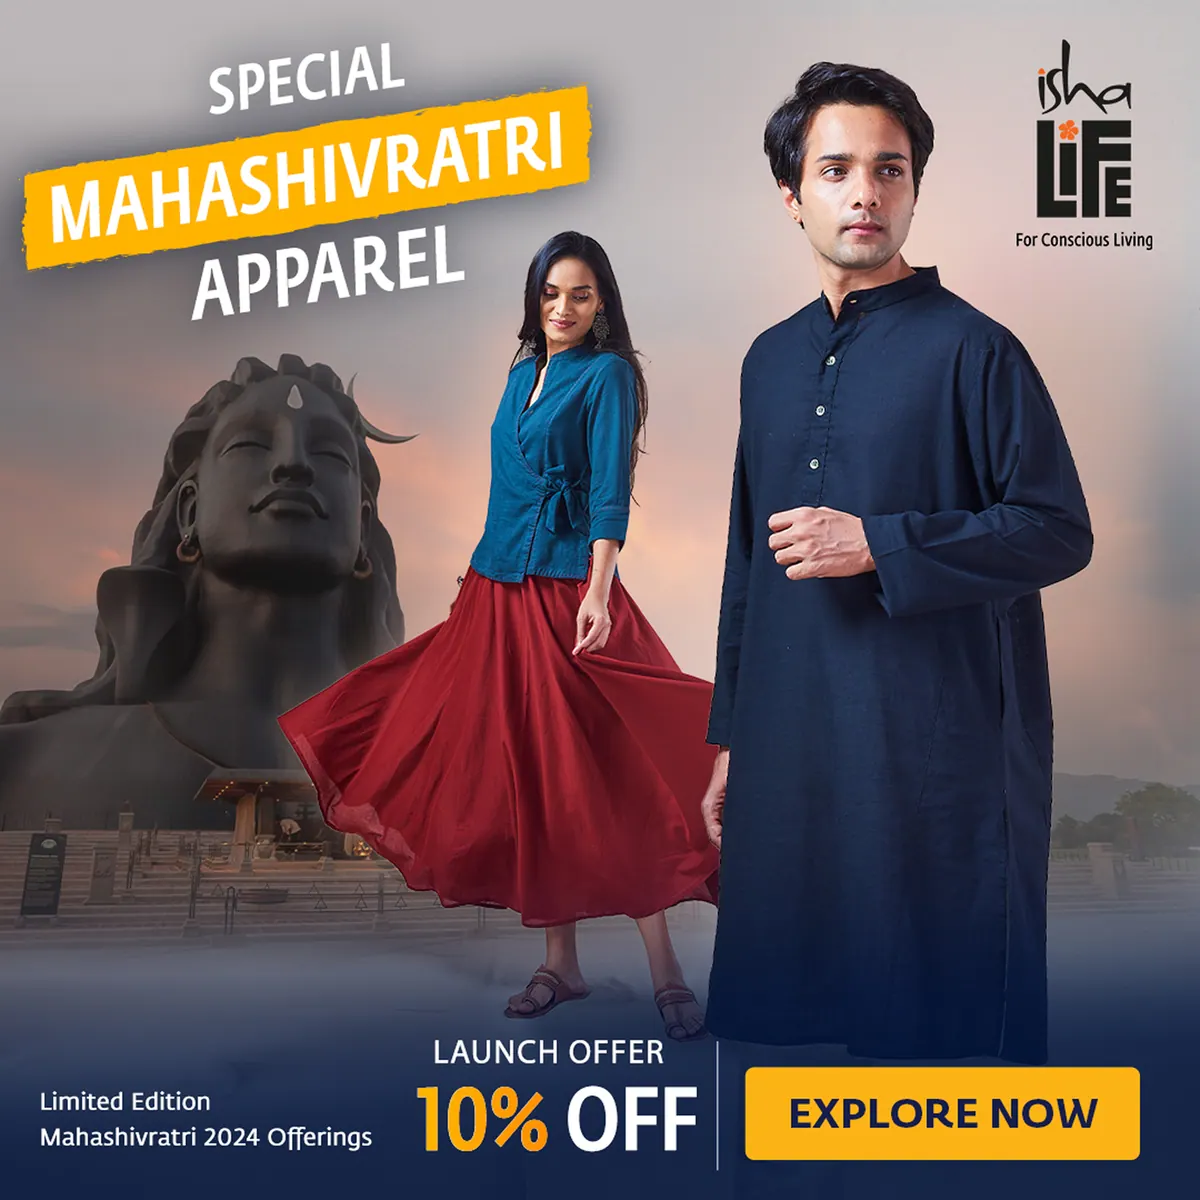 SPECIAL
MAHASHIVRATRI
APPAREL
isha
LIFE
For Conscious Living
LAUNCH OFFER
10% OFF
Limited Edition
Mahashivratri 2024 Offerings
EXPLORE NOW